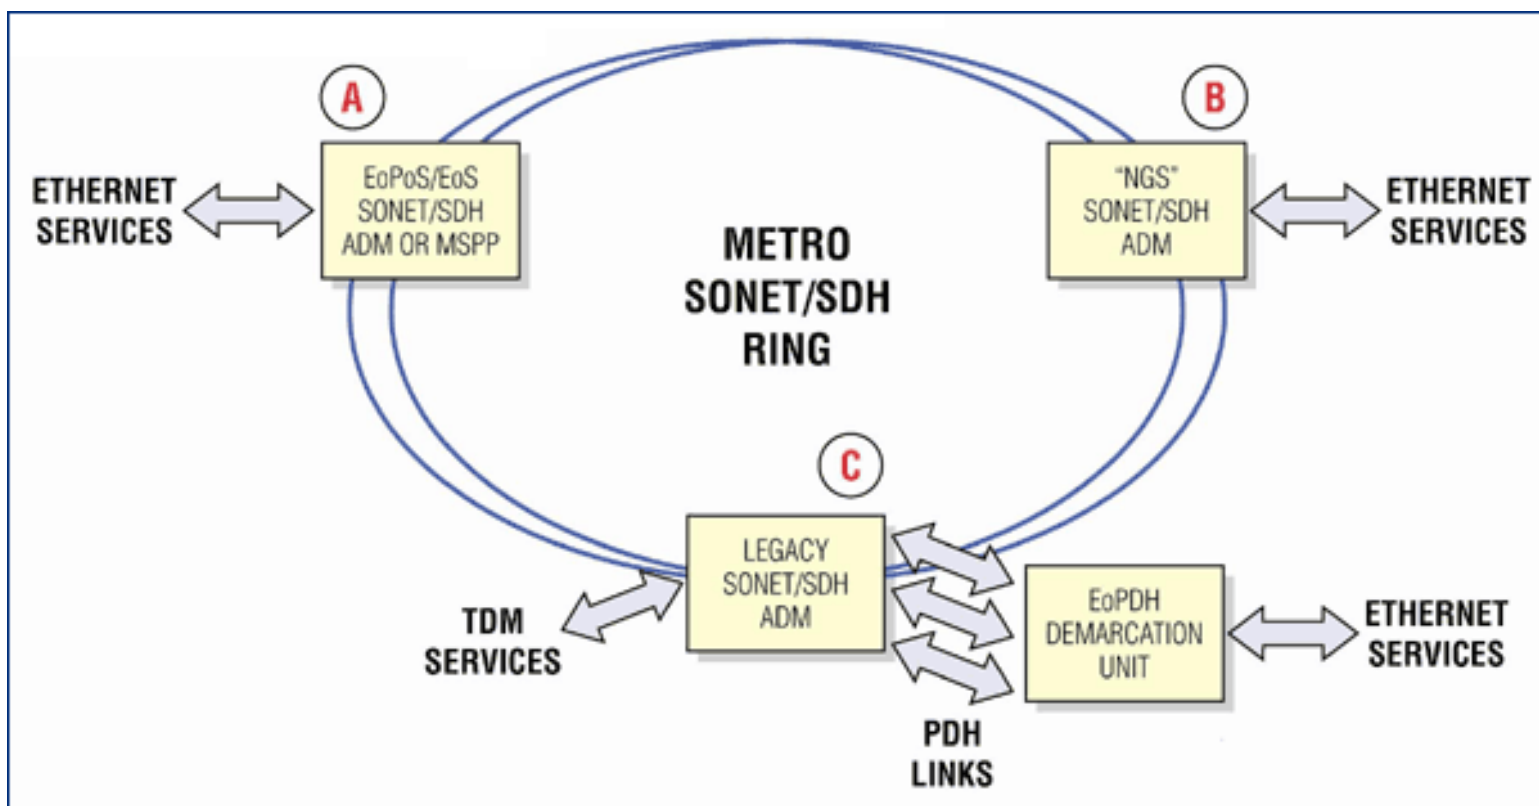 A
B
ETHERNET
SERVICES
EoPoS/EoS
SONET/SDH
ADM OR MSPP
METRO
SONET/SDH
RING
"NGS"
SONET/SDH
ADM
ETHERNET
SERVICES
C
TDM
SERVICES
LEGACY
SONET/SDH
ADM
PDH
LINKS
EoPDH
DEMARCATION
UNIT
ETHERNET
SERVICES